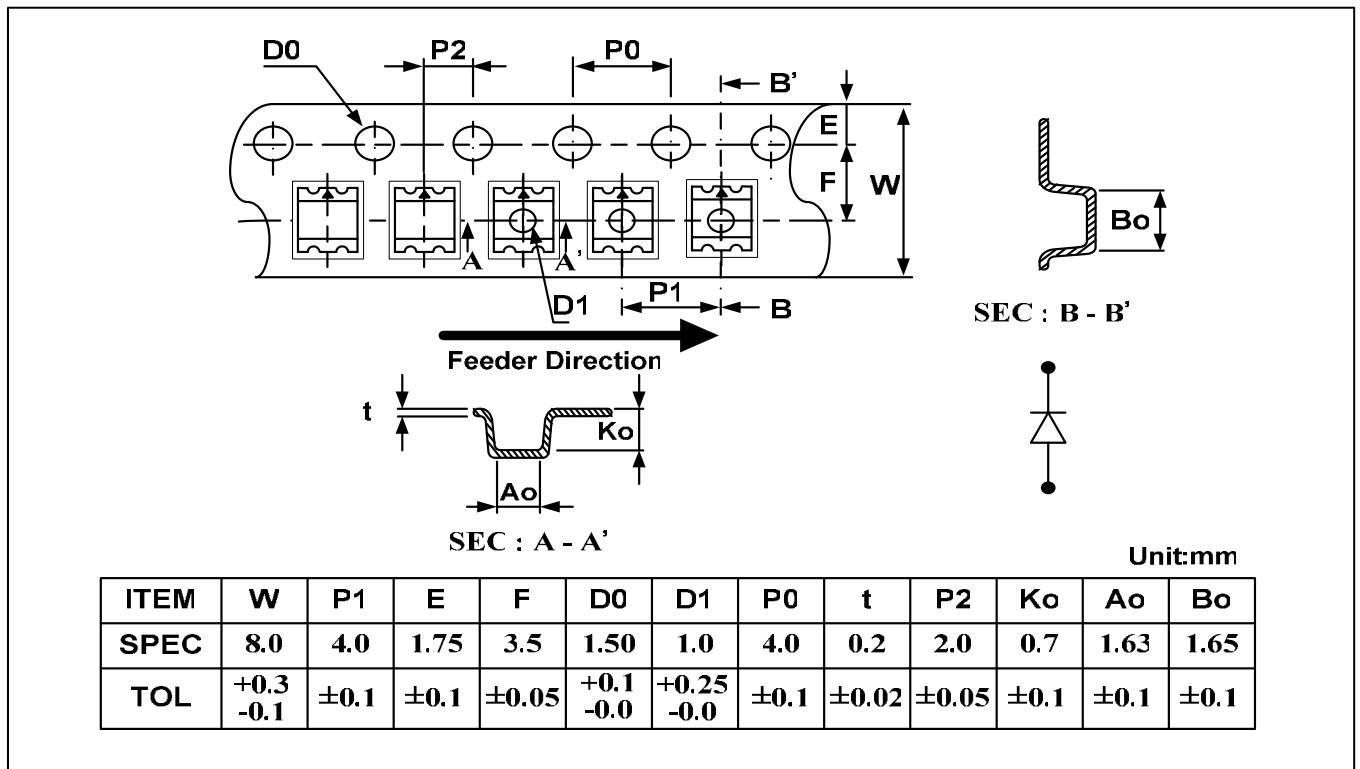 D0 P2 P0 B'
E
F W
A A'
D1 P1 B
Feeder Direction
Bo
SEC : B - B'
t
Ko
Ao
SEC : A - A'
Unit:mm
ITEM W P1 E F D0 D1 P0 t P2 Ko Ao Bo
SPEC 8.0 4.0 1.75 3.5 1.50 1.0 4.0 0.2 2.0 0.7 1.63 1.65
TOL +0.3 -0.1 ±0.1 ±0.1 ±0.05 +0.1 -0.0 +0.25 -0.0 ±0.1 ±0.02 ±0.05 ±0.1 ±0.1 ±0.1